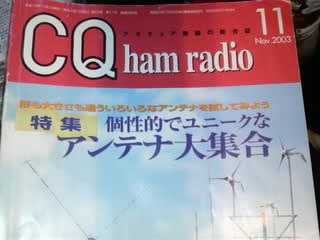 CQ ham radio
アマチュア無線の総合誌
11
Nov. 2003
形も大きさも違ういろいろなアンテナを試してみよう
特集
個性的でユニークな
アンテナ大集合